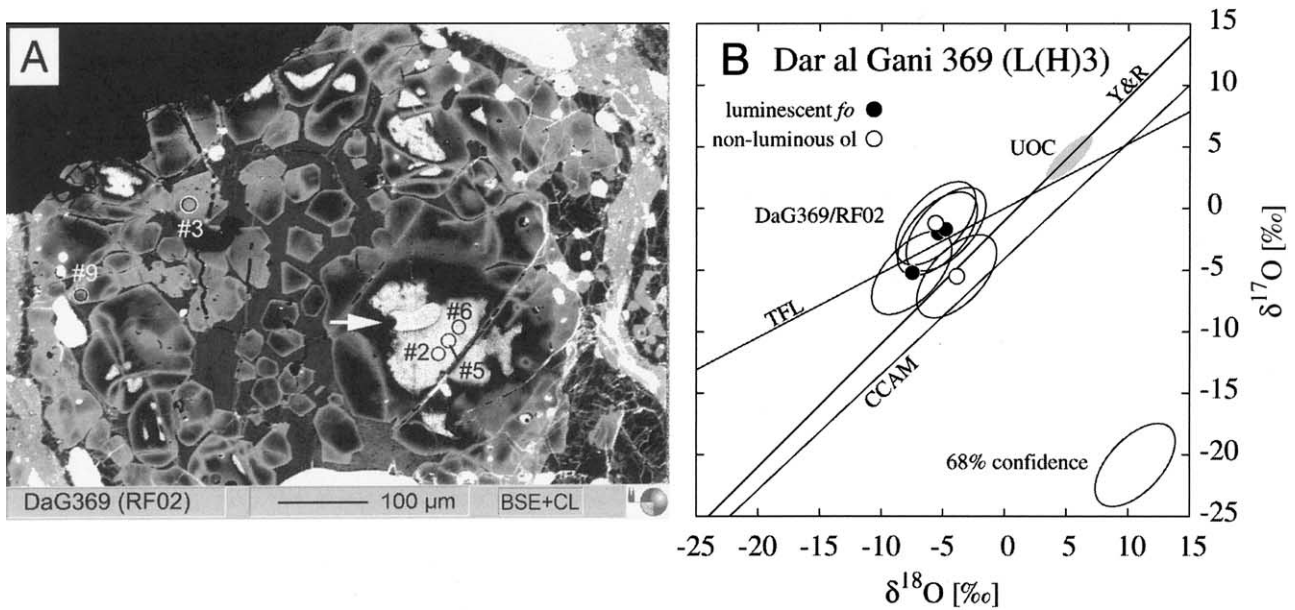 A
#3
#9
#6
#2
#5
DaG369 (RF02)
100 µm
BSE+CL
B Dar al Gani 369 (L(H)3)
luminescent fo
non-luminous ol
Y&R
UOC
DaG369/RF02
TFL
CCAM
68% confidence
15
10
5
0
-5
-10
-15
-20
-25
δ17O [‰]
-25 -20 -15 -10 -5 0 5 10 15
δ18O [‰]